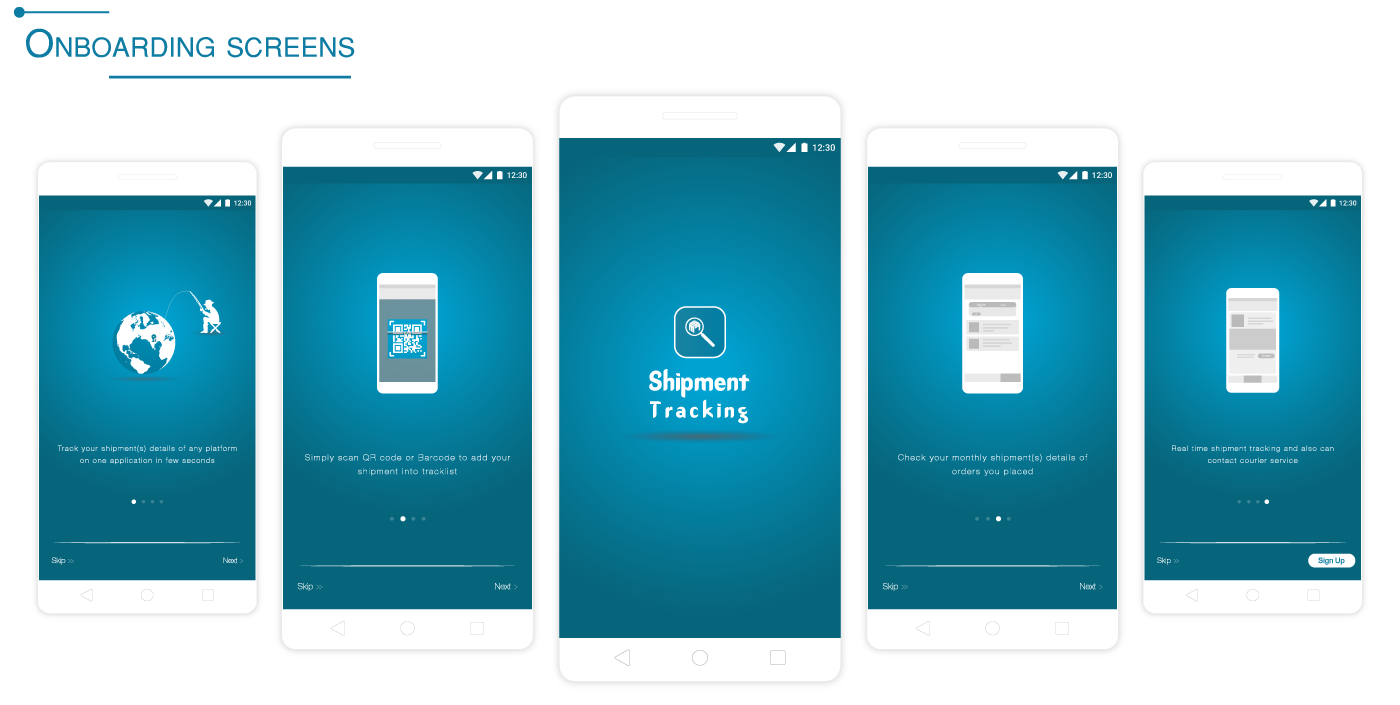 Onboarding screens
12:30
Track your shipment(s) details of any platform
on one application in few seconds
Skip >>
Next >
12:30
Simply scan QR code or Barcode to add your
shipment into tracklist
Skip >>
Next >
12:30
Shipment
Tracking
12:30
Check your monthly shipment(s) details of
orders you placed
Skip >>
Next >
12:30
Real time shipment tracking and also can
contact courier service
Skip >>
Sign Up